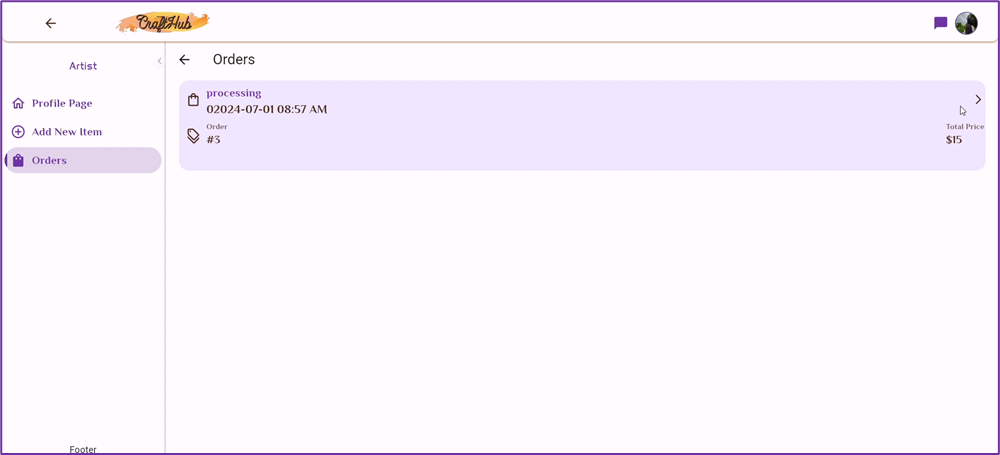 CraftHub
Artist
Profile Page
Add New Item
Orders
Orders
processing
02024-07-01 08:57 AM
Order
#3
Total Price
$15
Footer